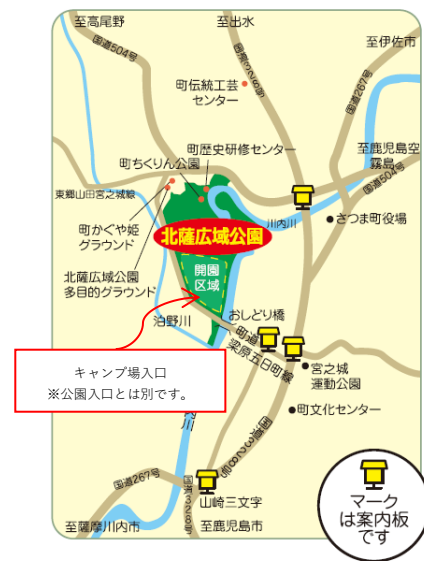 至高尾野
至出水
国道504号
国道328号
至伊佐市
国道267号
町伝統工芸
センター
町歴史研修センター
町ちくりん公園
至鹿児島空
霧島
国道504号
東郷山田宮之城線
川内川
さつま町役場
町かぐや姫
グラウンド
北薩広域公園
開園
区域
北薩広域公園
多目的グラウンド
おしどり橋
泊野川
町道
梁原五日町線
キャンプ場入口
※公園入口とは別です。
宮之城
運動公園
町文化センター
内川
国道328号
国道267号
国道328号
山崎三文字
至薩摩川内市
至鹿児島市
マーク
は案内板
です